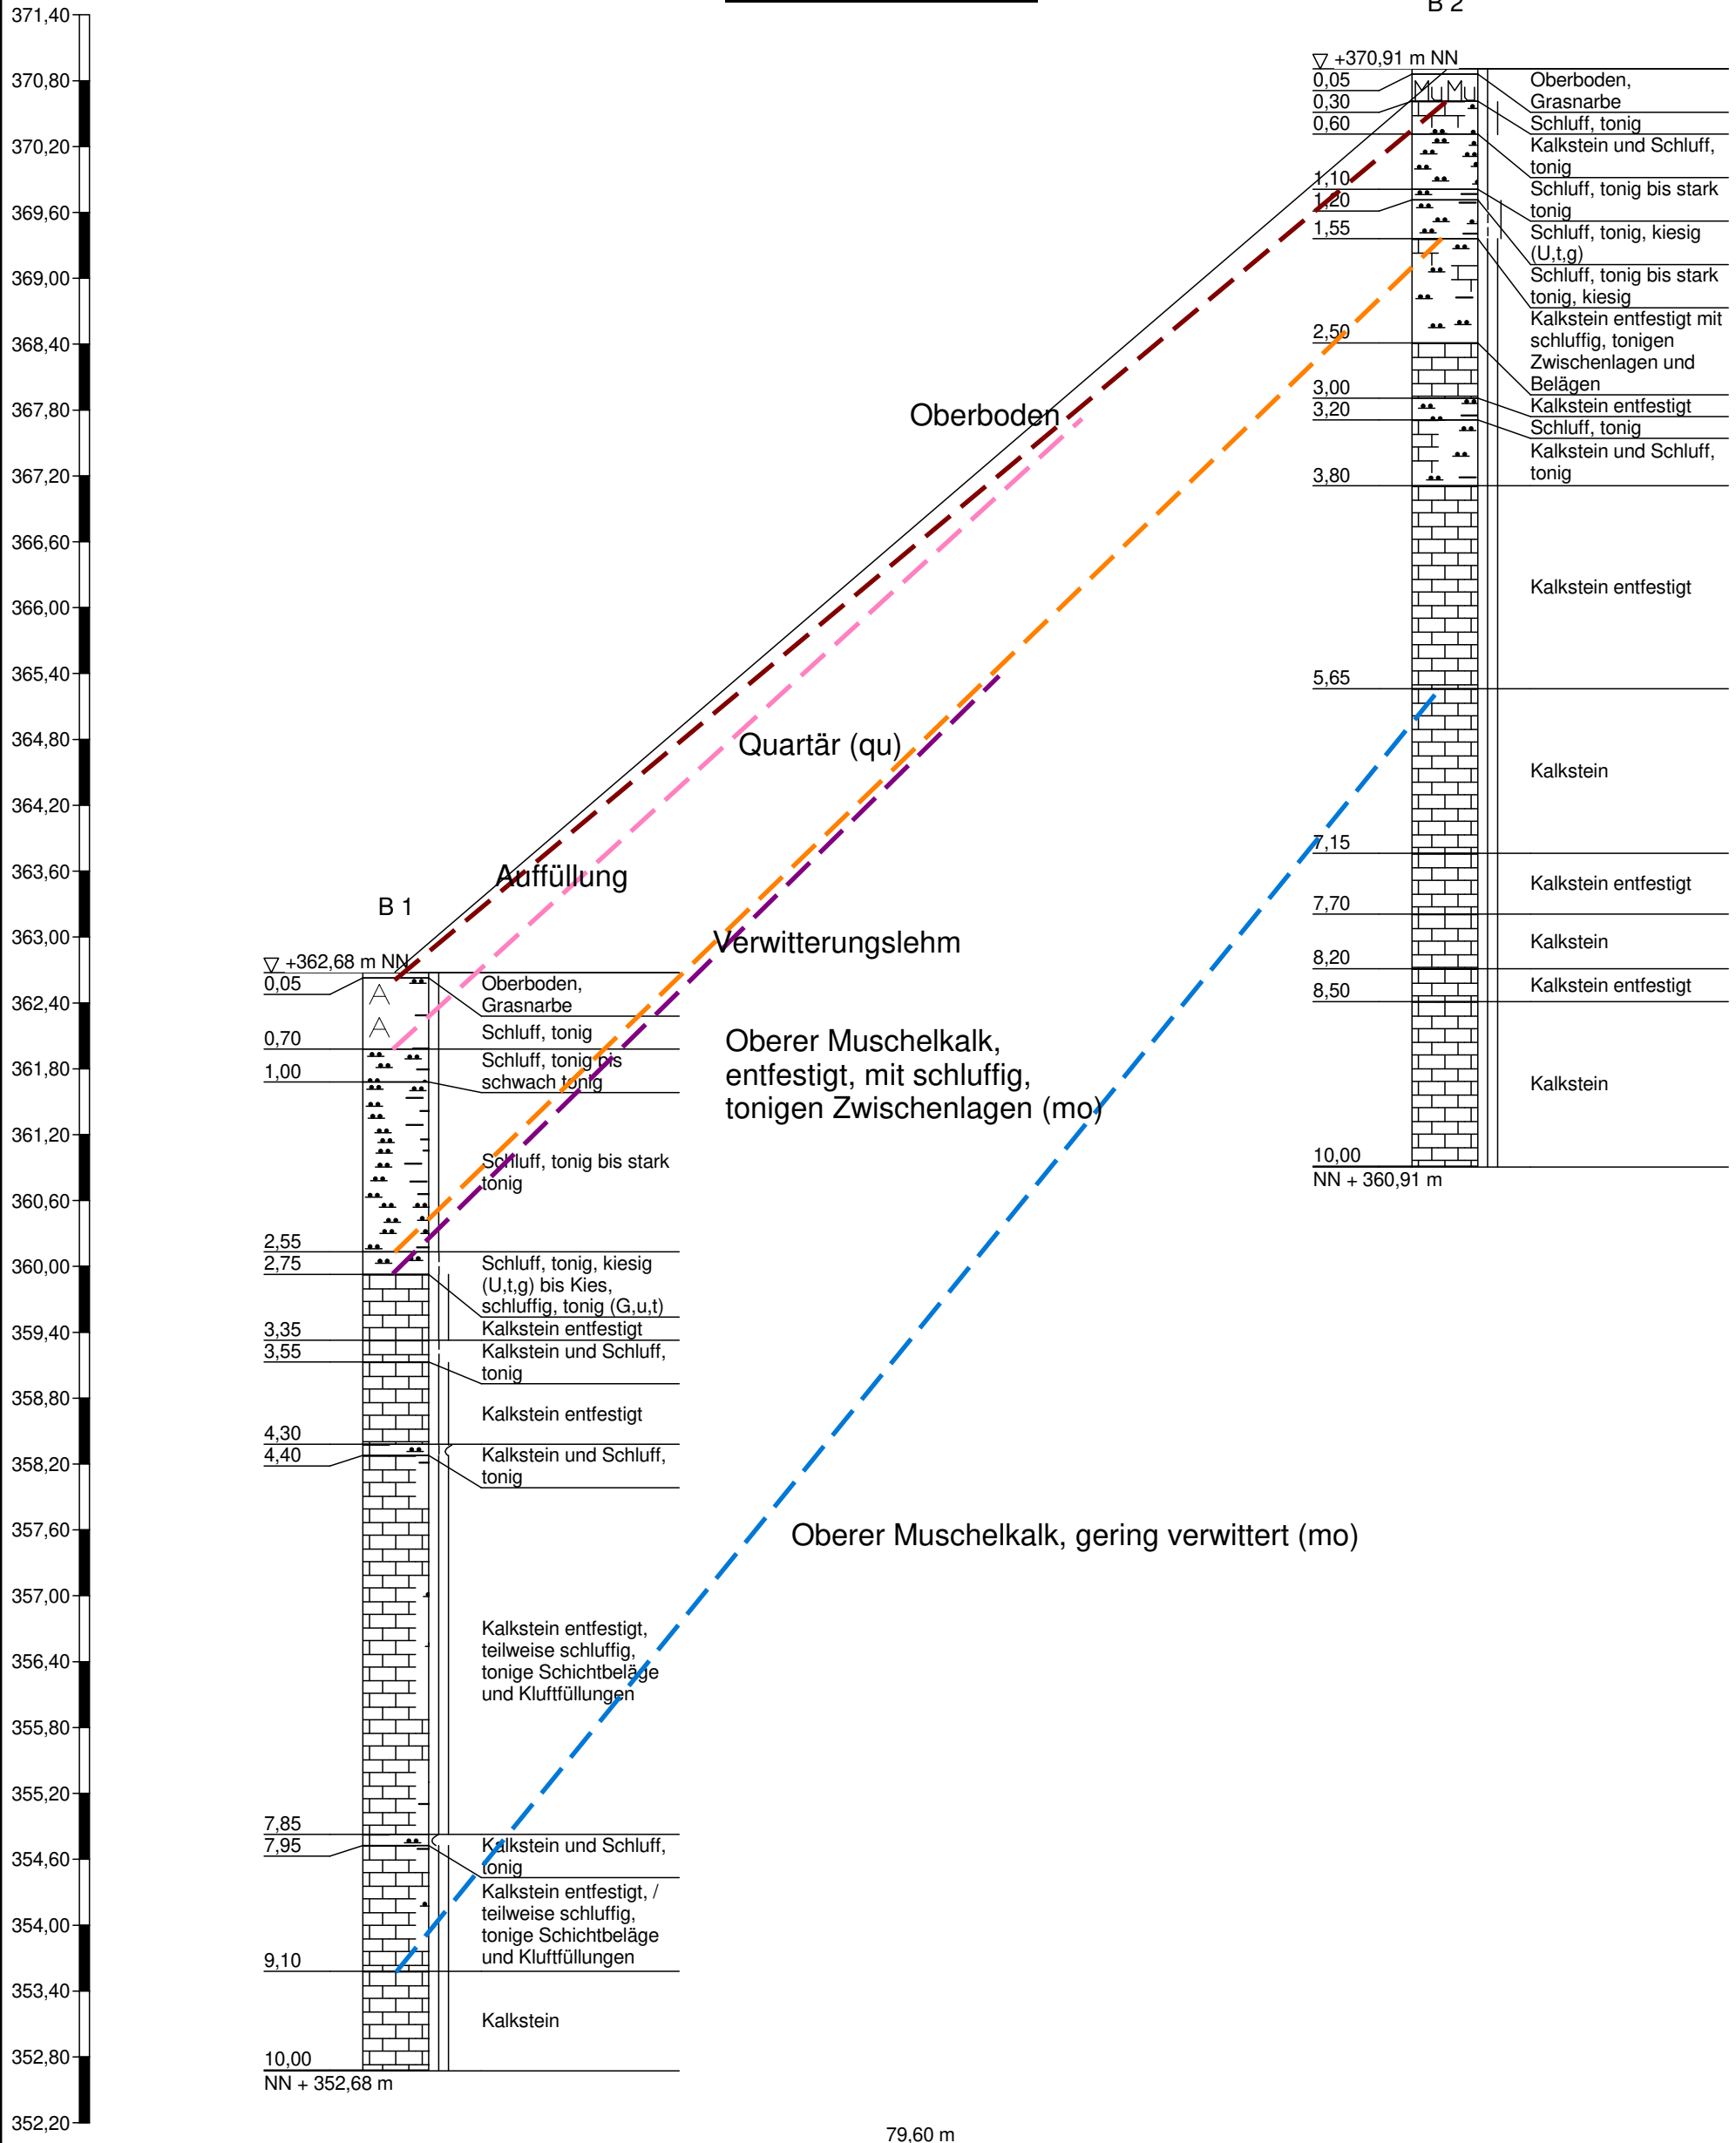 371,40
370,80
370,20
369,60
369,00
368,40
367,80
367,20
366,60
366,00
365,40
364,80
364,20
363,60
363,00
362,40
361,80
361,20
360,60
360,00
359,40
358,80
358,20
357,60
357,00
356,40
355,80
355,20
354,60
354,00
353,40
352,80
352,20
B 1
+362,68 m NN
0,05
0,70
1,00
2,55
2,75
3,35
3,55
4,30
4,40
7,85
7,95
9,10
10,00
NN + 352,68 m
A
A
Oberboden,
Grasnarbe
Schluff, tonig
Schluff, tonig bis
schwach tonig
Schluff, tonig bis stark
tonig
Schluff, tonig, kiesig
(U,t,g) bis Kies,
schluffig, tonig (G,u,t)
Kalkstein entfestigt
Kalkstein und Schluff,
tonig
Kalkstein entfestigt
Kalkstein und Schluff,
tonig
Kalkstein entfestigt,
teilweise schluffig,
tonige Schichtbeläge
und Kluftfüllungen
Kalkstein und Schluff,
tonig
Kalkstein entfestigt, /
teilweise schluffig,
tonige Schichtbeläge
und Kluftfüllungen
Kalkstein
Oberboden
Quartär (qu)
Auffüllung
Verwitterungslehm
Oberer Muschelkalk,
entfestigt, mit schluffig,
tonigen Zwischenlagen (mo)
Oberer Muschelkalk, gering verwittert (mo)
79,60 m
B 2
+370,91 m NN
0,05
0,30
0,60
1,10
1,20
1,55
2,50
3,00
3,20
3,80
5,65
7,15
7,70
8,20
8,50
10,00
NN + 360,91 m
Mu Mu
Oberboden,
Grasnarbe
Schluff, tonig
Kalkstein und Schluff,
tonig
Schluff, tonig bis stark
tonig
Schluff, tonig, kiesig
(U,t,g)
Schluff, tonig bis stark
tonig, kiesig
Kalkstein entfestigt mit
schluffig, tonigen
Zwischenlagen und
Belägen
Kalkstein entfestigt
Schluff, tonig
Kalkstein und Schluff,
tonig
Kalkstein entfestigt
Kalkstein
Kalkstein entfestigt
Kalkstein
Kalkstein entfestigt
Kalkstein